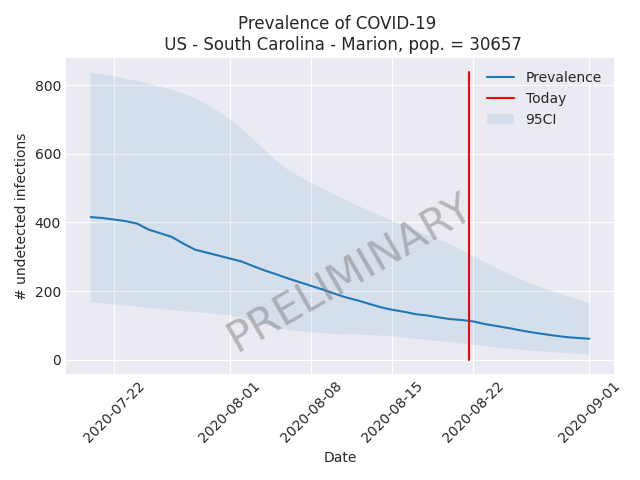 Prevalence of COVID-19
US - South Carolina - Marion, pop. = 30657
Prevalence
Today
95CI
# undetected infections
800
600
400
200
0
PRELIMINARY
2020-07-22
2020-08-01
2020-08-08
2020-08-15
2020-08-22
2020-09-01
Date